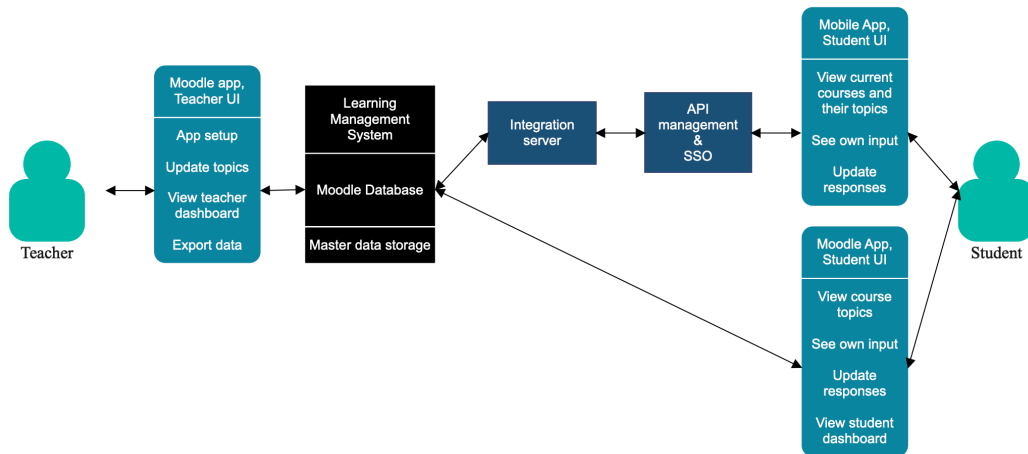 Teacher
Moodle app,
Teacher UI
App setup
Update topics
View teacher
dashboard
Export data
Learning
Management
System
Moodle Database
Master data storage
Integration
server
API
management
&
SSO
Mobile App,
Student UI
View current
courses and
their topics
See own input
Update
responses
Moodle App,
Student UI
View course
topics
See own input
Update
responses
View student
dashboard
Student